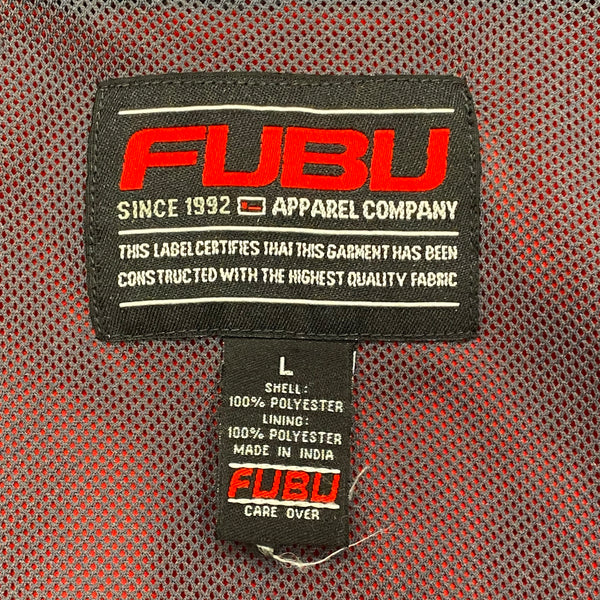 FUBU
SINCE 1992 APPAREL COMPANY
THIS LABEL CERTIFIES THAT THIS GARMENT HAS BEEN
CONSTRUCTED WITH THE HIGHEST QUALITY FABRIC
L
SHELL:
100% POLYESTER
LINING:
100% POLYESTER
MADE IN INDIA
FUBU
CARE OVER